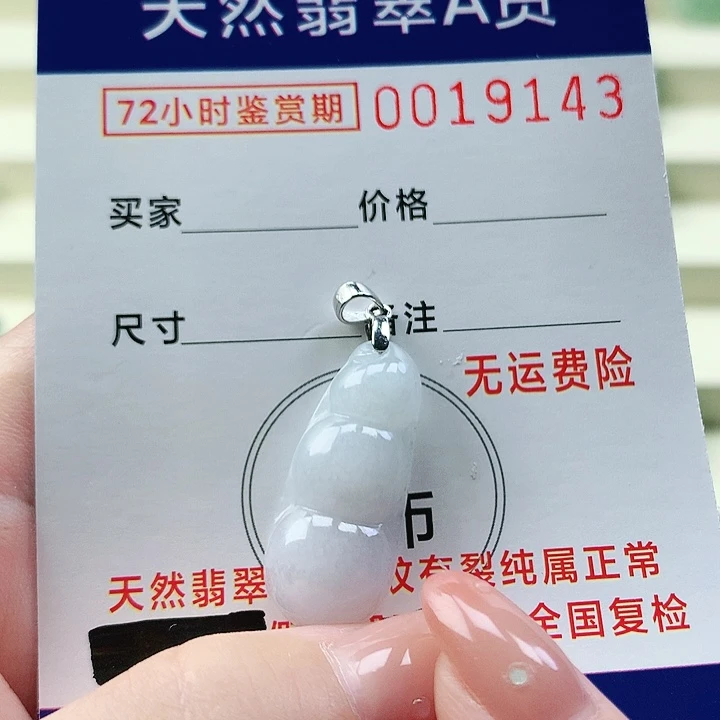 天然翡翠A货
72小时鉴赏期 0019143
买家 价格
尺寸 备注
无运费险
币
天然翡翠 纹有裂纯属正常
全国复检